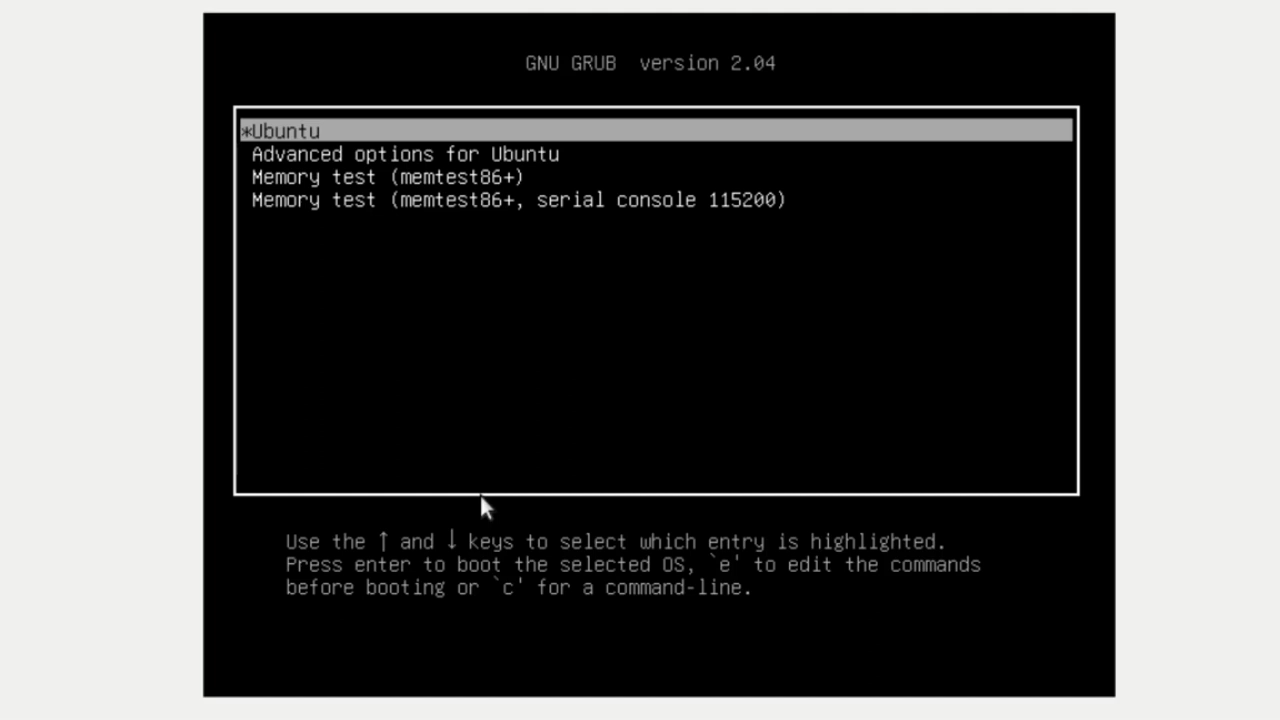 GNU GRUB  version 2.04
*Ubuntu
Advanced options for Ubuntu
Memory test (memtest86+)
Memory test (memtest86+, serial console 115200)
Use the ↑ and ↓ keys to select which entry is highlighted.
Press enter to boot the selected OS, `e' to edit the commands
before booting or `c' for a command-line.